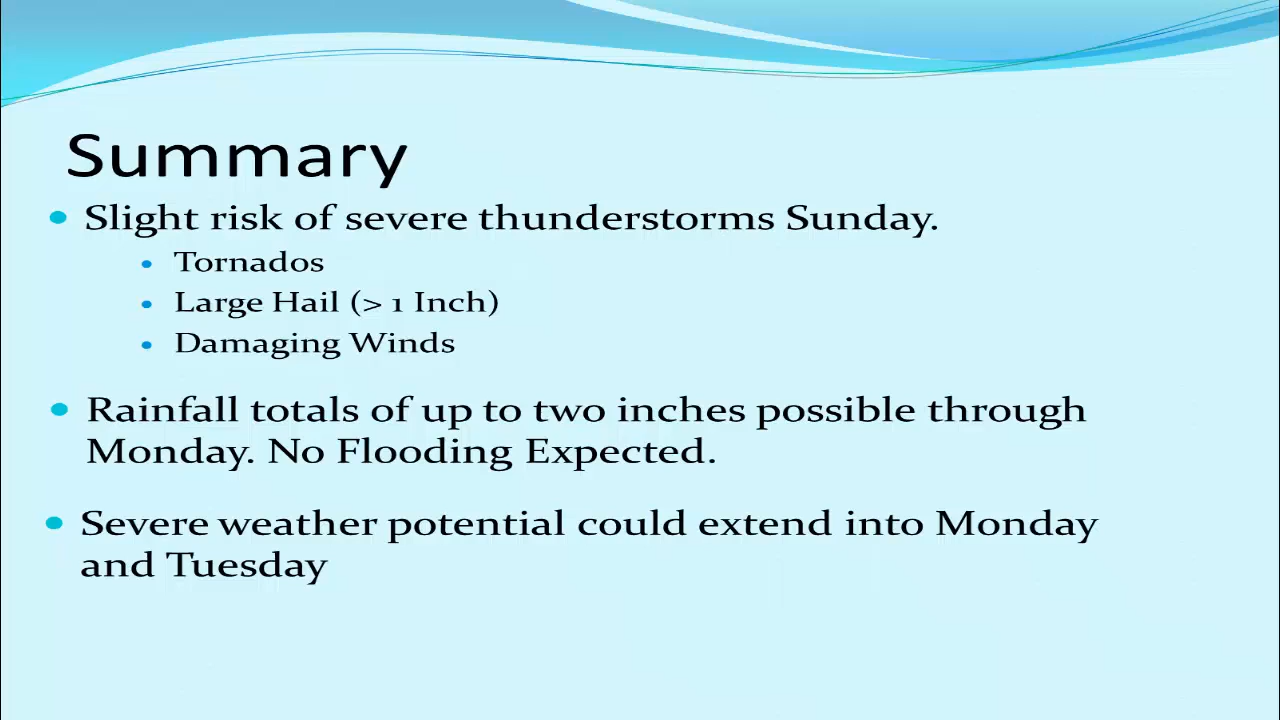 Summary
• Slight risk of severe thunderstorms Sunday.
• Tornados
• Large Hail (> 1 Inch)
• Damaging Winds
• Rainfall totals of up to two inches possible through
Monday. No Flooding Expected.
• Severe weather potential could extend into Monday
and Tuesday